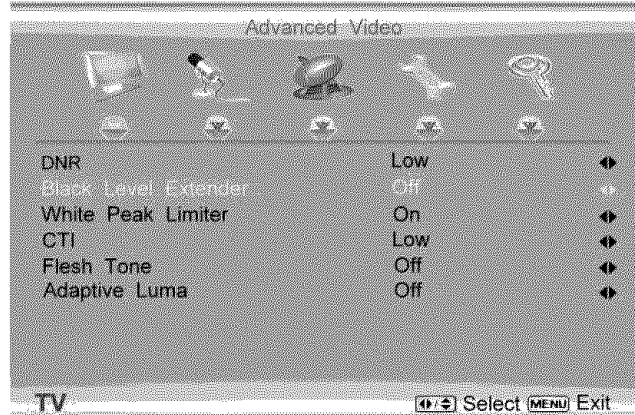 Advanced Video
DNR Low
Black Level Extender Off
White Peak Limiter On
CTI Low
Flesh Tone Off
Adaptive Luma Off
TV Select MENU Exit